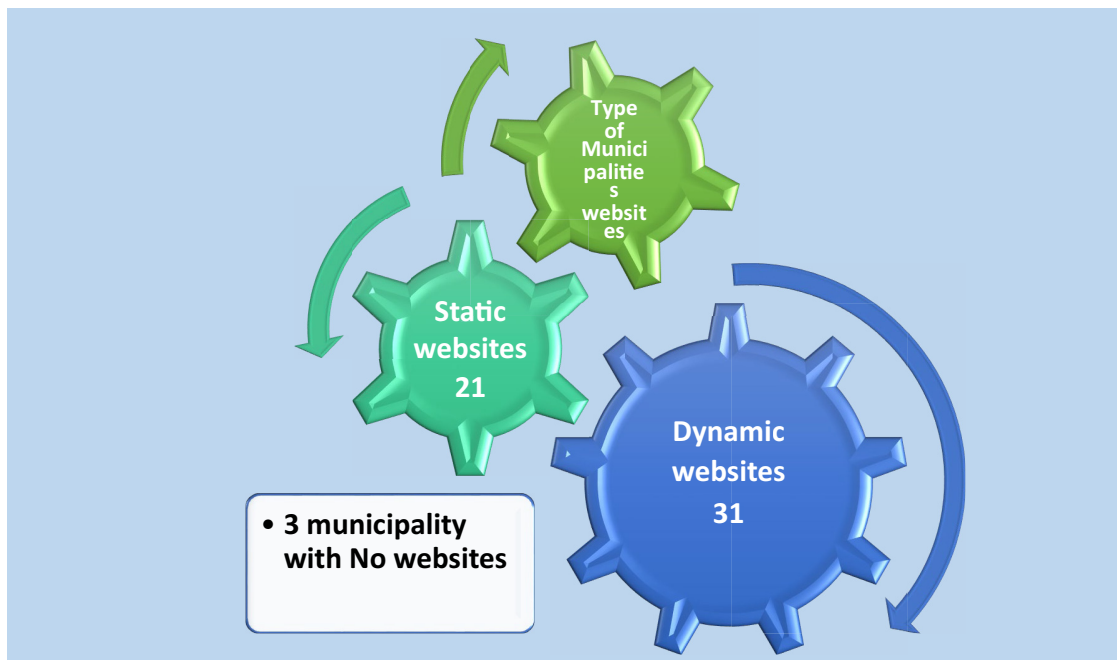 Type
of
Munici
palitie
s
websit
es
Static
websites
21
Dynamic
websites
31
• 3 municipality
with No websites